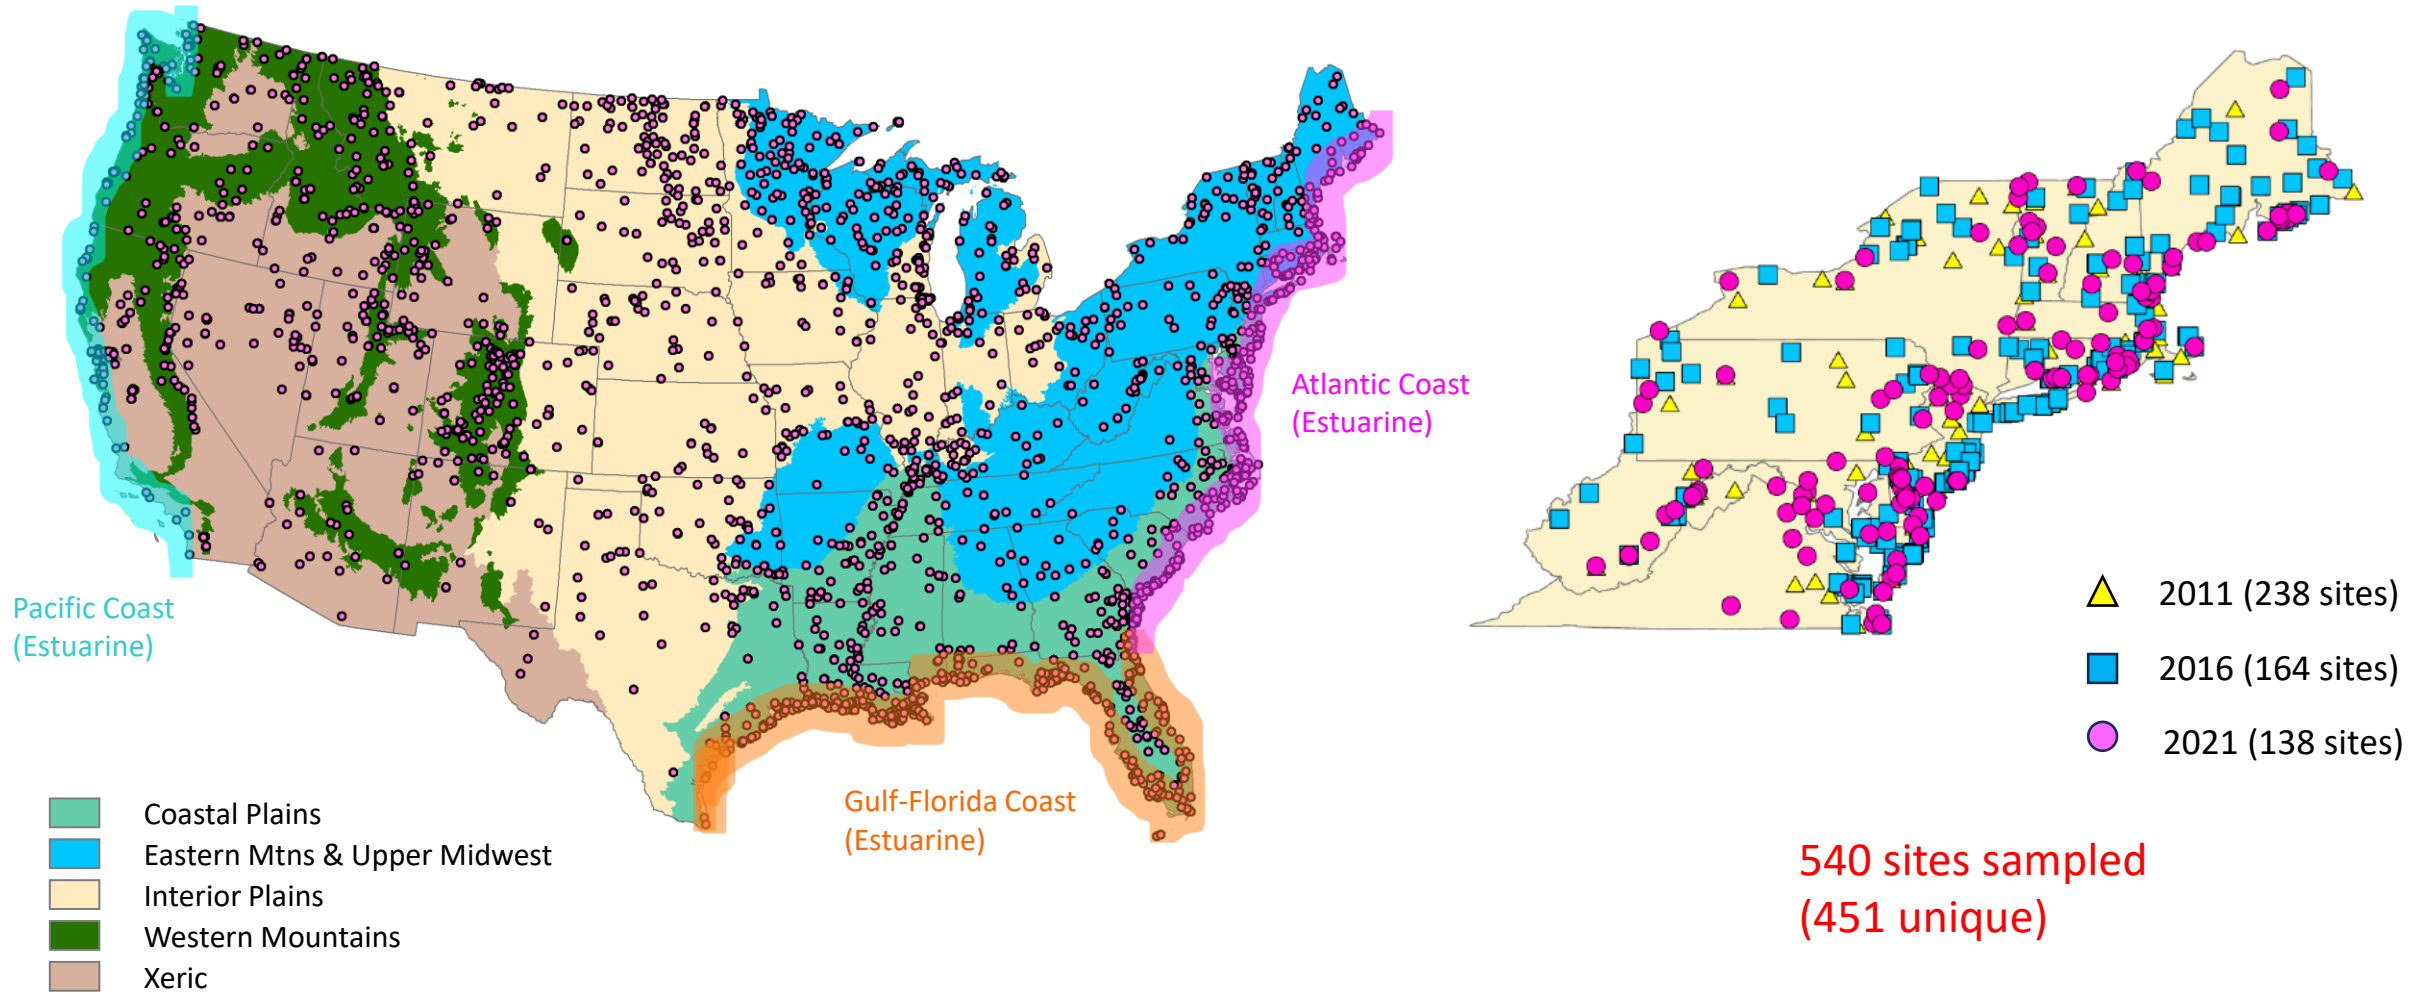 Pacific Coast
(Estuarine)
Atlantic Coast
(Estuarine)
Gulf-Florida Coast
(Estuarine)
Coastal Plains
Eastern Mtns & Upper Midwest
Interior Plains
Western Mountains
Xeric
2011 (238 sites)
2016 (164 sites)
2021 (138 sites)
540 sites sampled
(451 unique)